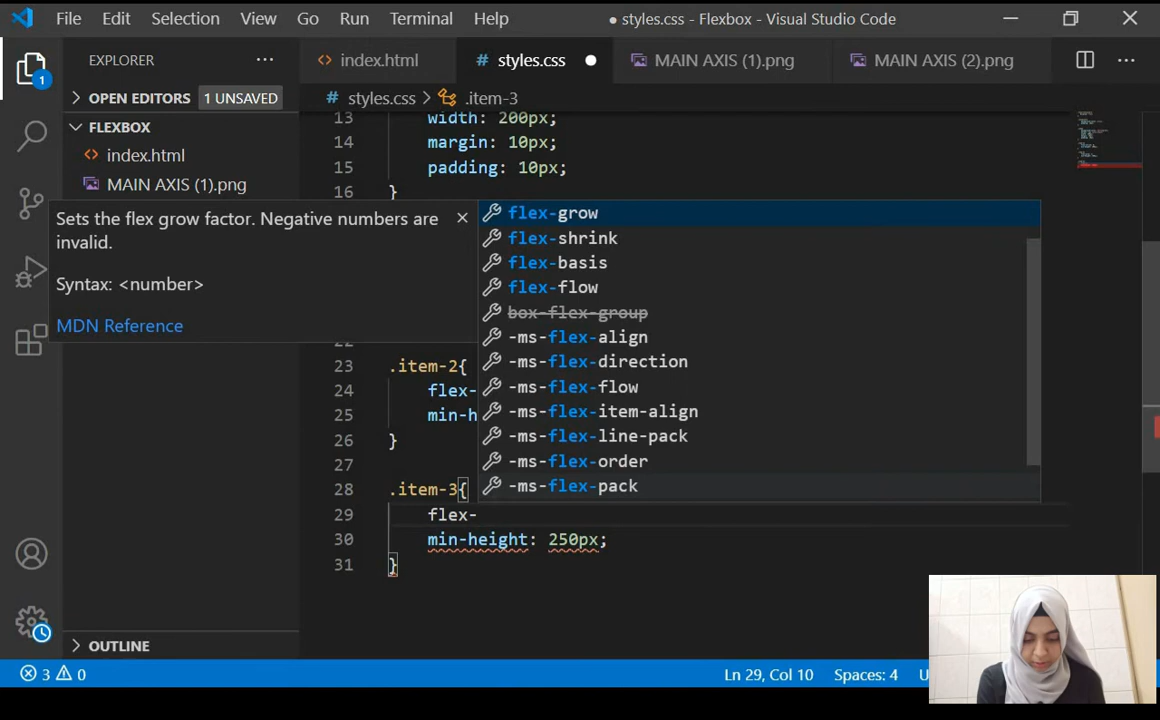 File Edit Selection View Go Run Terminal Help ● styles.css - Flexbox - Visual Studio Code
EXPLORER ··· <> index.html # styles.css ● MAIN AXIS (1).png MAIN AXIS (2).png ···
1
> OPEN EDITORS 1 UNSAVED # styles.css > .item-3
FLEXBOX
<> index.html
MAIN AXIS (1).png
13 width: 200px;
14 margin: 10px;
15 padding: 10px;
16 }
Sets the flex grow factor. Negative numbers are
invalid.
Syntax: <number>
MDN Reference
flex-grow
flex-shrink
flex-basis
flex-flow
box-flex-group
-ms-flex-align
-ms-flex-direction
-ms-flex-flow
-ms-flex-item-align
-ms-flex-line-pack
-ms-flex-order
-ms-flex-pack
22
23 .item-2{
24 flex-
25 min-h
26 }
27
28 .item-3{
29 flex-
30 min-height: 250px;
31 }
> OUTLINE
3 0 Ln 29, Col 10 Spaces: 4 U